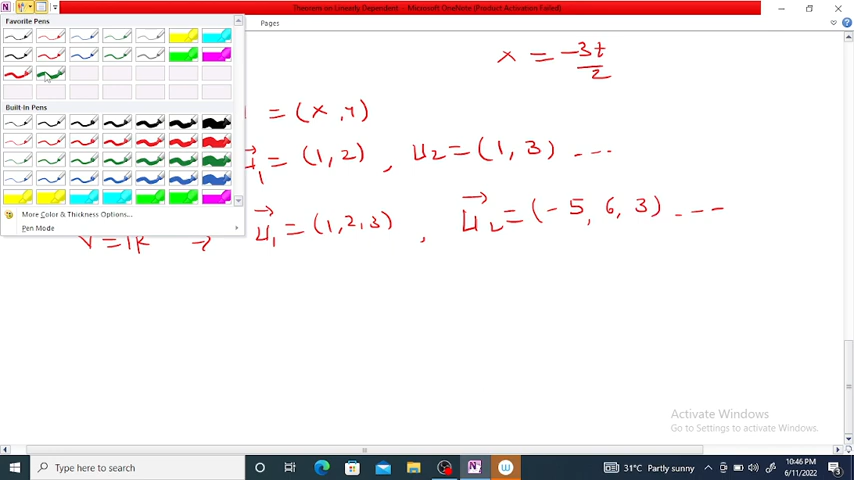 Theorem on Linearly Dependent. - Microsoft OneNote (Product Activation Failed)
Favorite Pens
Pages
x = -3t/2
= (x, y)
u₁ = (1, 2) , u₂ = (1, 3) ...
Built-In Pens
More Color & Thickness Options...
Pen Mode
V = IR → u₁ = (1, 2, 3) , u₂ = (-5, 6, 3) ...
Activate Windows
Go to Settings to activate Windows.
Type here to search
31°C Partly sunny
10:46 PM
6/11/2022